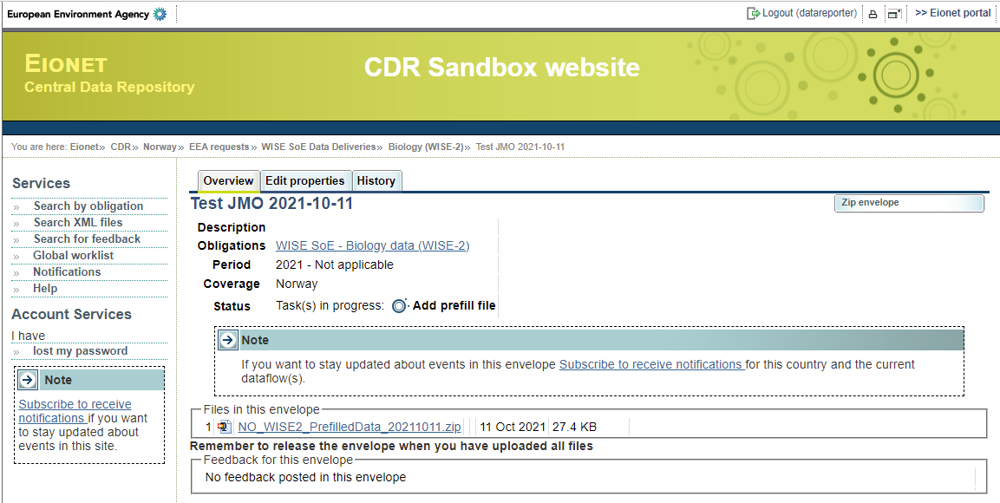 European Environment Agency
Logout (datareporter)
>> Eionet portal
EIONET
Central Data Repository
CDR Sandbox website
You are here: Eionet» CDR» Norway» EEA requests» WISE SoE Data Deliveries» Biology (WISE-2)» Test JMO 2021-10-11
Services
» Search by obligation
» Search XML files
» Search for feedback
» Global worklist
» Notifications
» Help
Account Services
I have
» lost my password
Note
Subscribe to receive
notifications if you want
to stay updated about
events in this site.
Overview
Edit properties
History
Test JMO 2021-10-11
Zip envelope
Description
Obligations WISE SoE - Biology data (WISE-2)
Period 2021 - Not applicable
Coverage Norway
Status Task(s) in progress: Add prefill file
Note
If you want to stay updated about events in this envelope Subscribe to receive notifications for this country and the current
dataflow(s).
Files in this envelope
1 NO_WISE2_PrefilledData_20211011.zip 11 Oct 2021 27.4 KB
Remember to release the envelope when you have uploaded all files
Feedback for this envelope
No feedback posted in this envelope